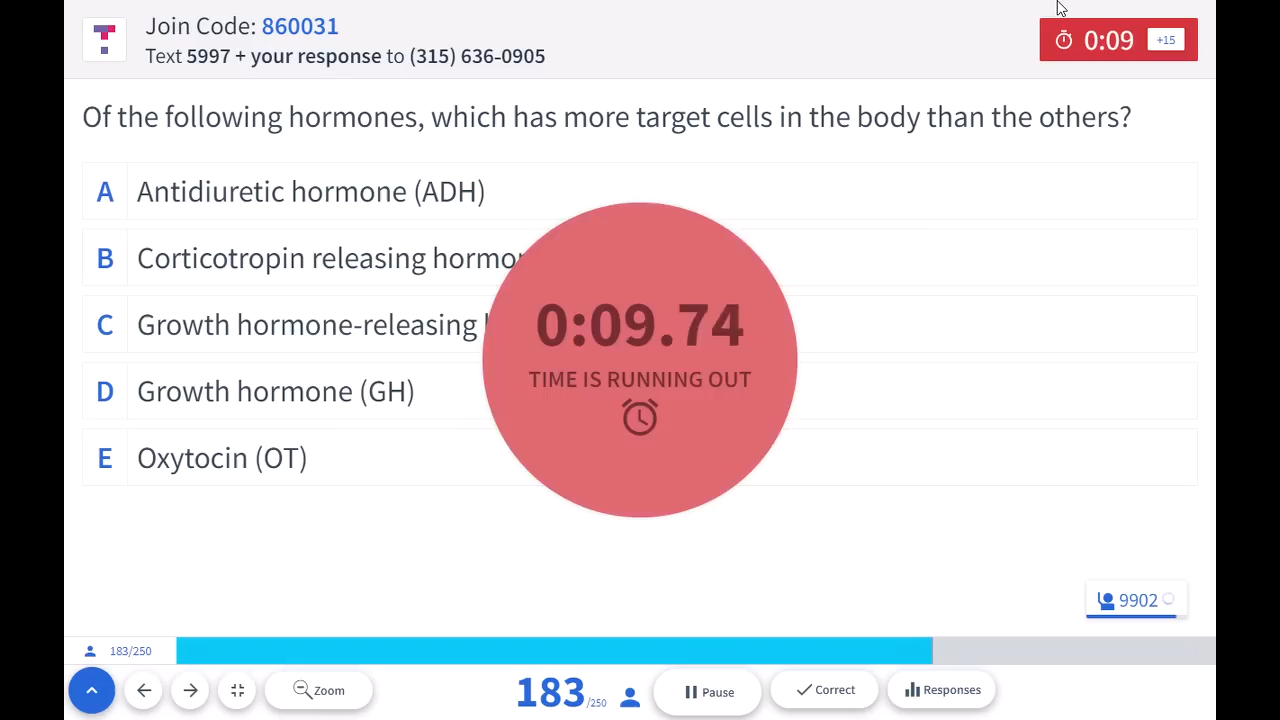 Join Code: 860031
Text 5997 + your response to (315) 636-0905
0:09
+15
Of the following hormones, which has more target cells in the body than the others?
A Antidiuretic hormone (ADH)
B Corticotropin releasing
C Growth hormone-releasing
D Growth hormone (GH)
E Oxytocin (OT)
0:09.74
TIME IS RUNNING OUT
9902
183/250
Zoom
183/250
Pause
Correct
Responses